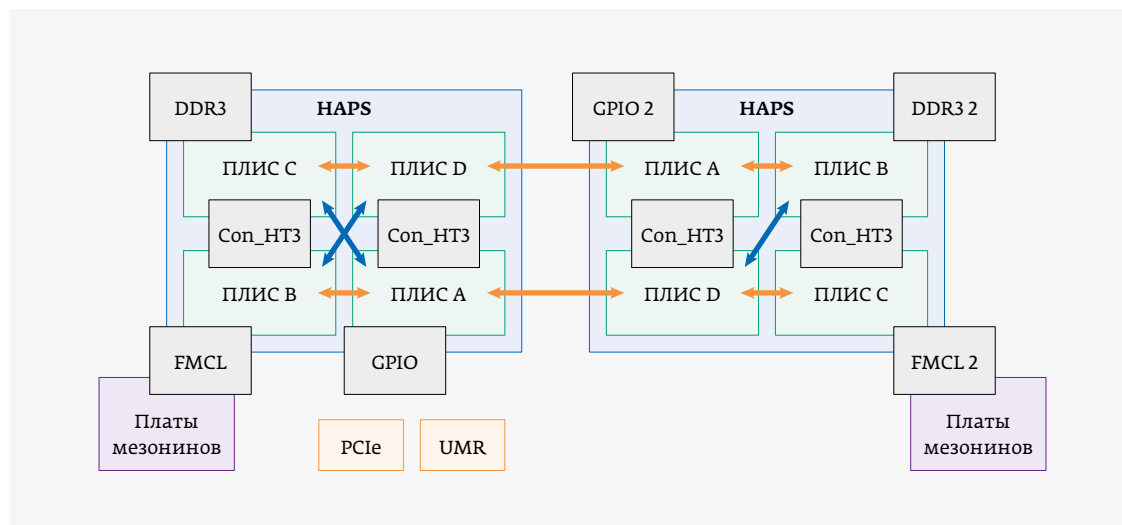 DDR3
HAPS
GPIO 2
HAPS
DDR3 2
ПЛИС C
ПЛИС D
ПЛИС A
ПЛИС B
Con_HT3
Con_HT3
Con_HT3
Con_HT3
ПЛИС B
ПЛИС A
ПЛИС D
ПЛИС C
FMCL
GPIO
FMCL 2
Платы
мезонинов
PCIe
UMR
Платы
мезонинов